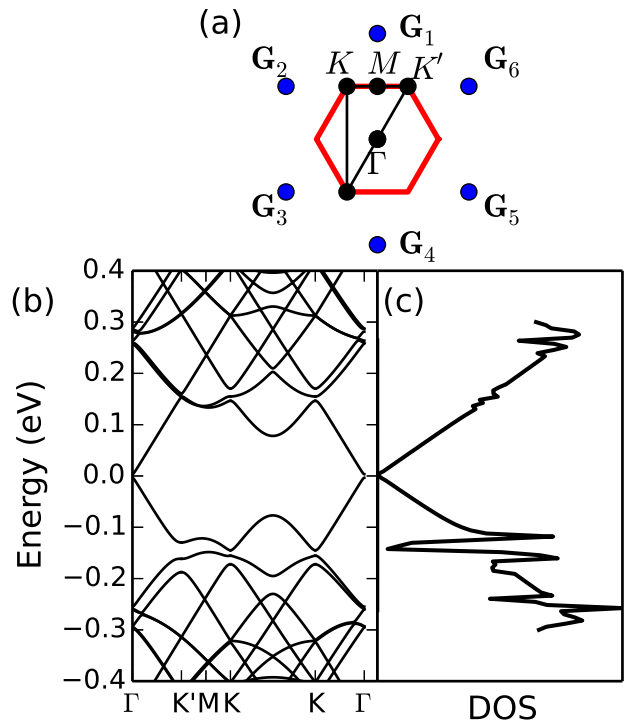 (a)
G1
G2 K M K′ G6
Γ
G3 G5
G4
(b) (c)
Energy (eV)
0.4
0.3
0.2
0.1
0.0
−0.1
−0.2
−0.3
−0.4
Γ K' M K K Γ
DOS